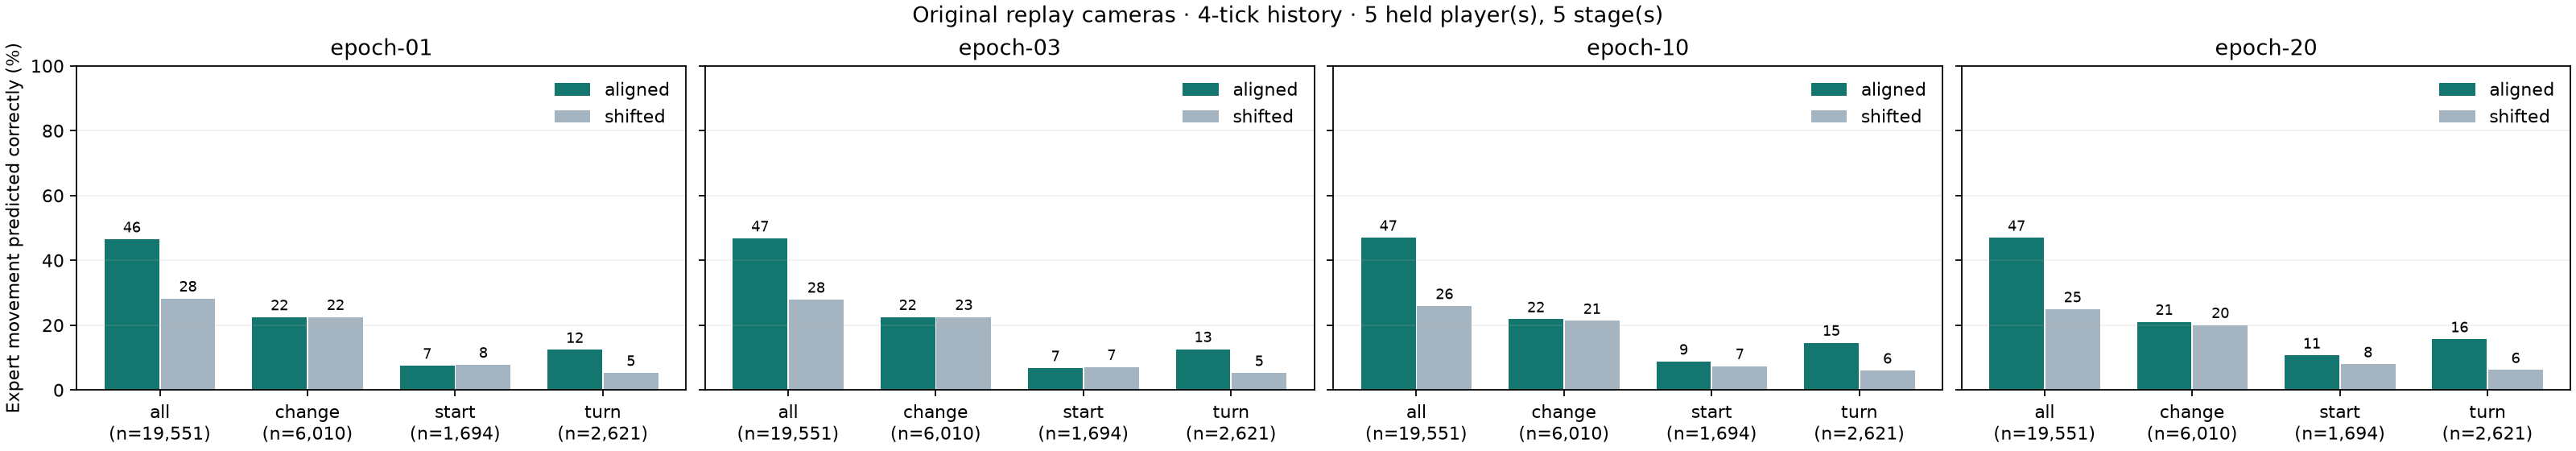 Original replay cameras · 4-tick history · 5 held player(s), 5 stage(s)
Expert movement predicted correctly (%)
epoch-01
100
80
60
40
20
0
aligned
shifted
46
28
22
22
7
8
12
5
all
(n=19,551)
change
(n=6,010)
start
(n=1,694)
turn
(n=2,621)
epoch-03
aligned
shifted
47
28
22
23
7
7
13
5
all
(n=19,551)
change
(n=6,010)
start
(n=1,694)
turn
(n=2,621)
epoch-10
aligned
shifted
47
26
22
21
9
7
15
6
all
(n=19,551)
change
(n=6,010)
start
(n=1,694)
turn
(n=2,621)
epoch-20
aligned
shifted
47
25
21
20
11
8
16
6
all
(n=19,551)
change
(n=6,010)
start
(n=1,694)
turn
(n=2,621)